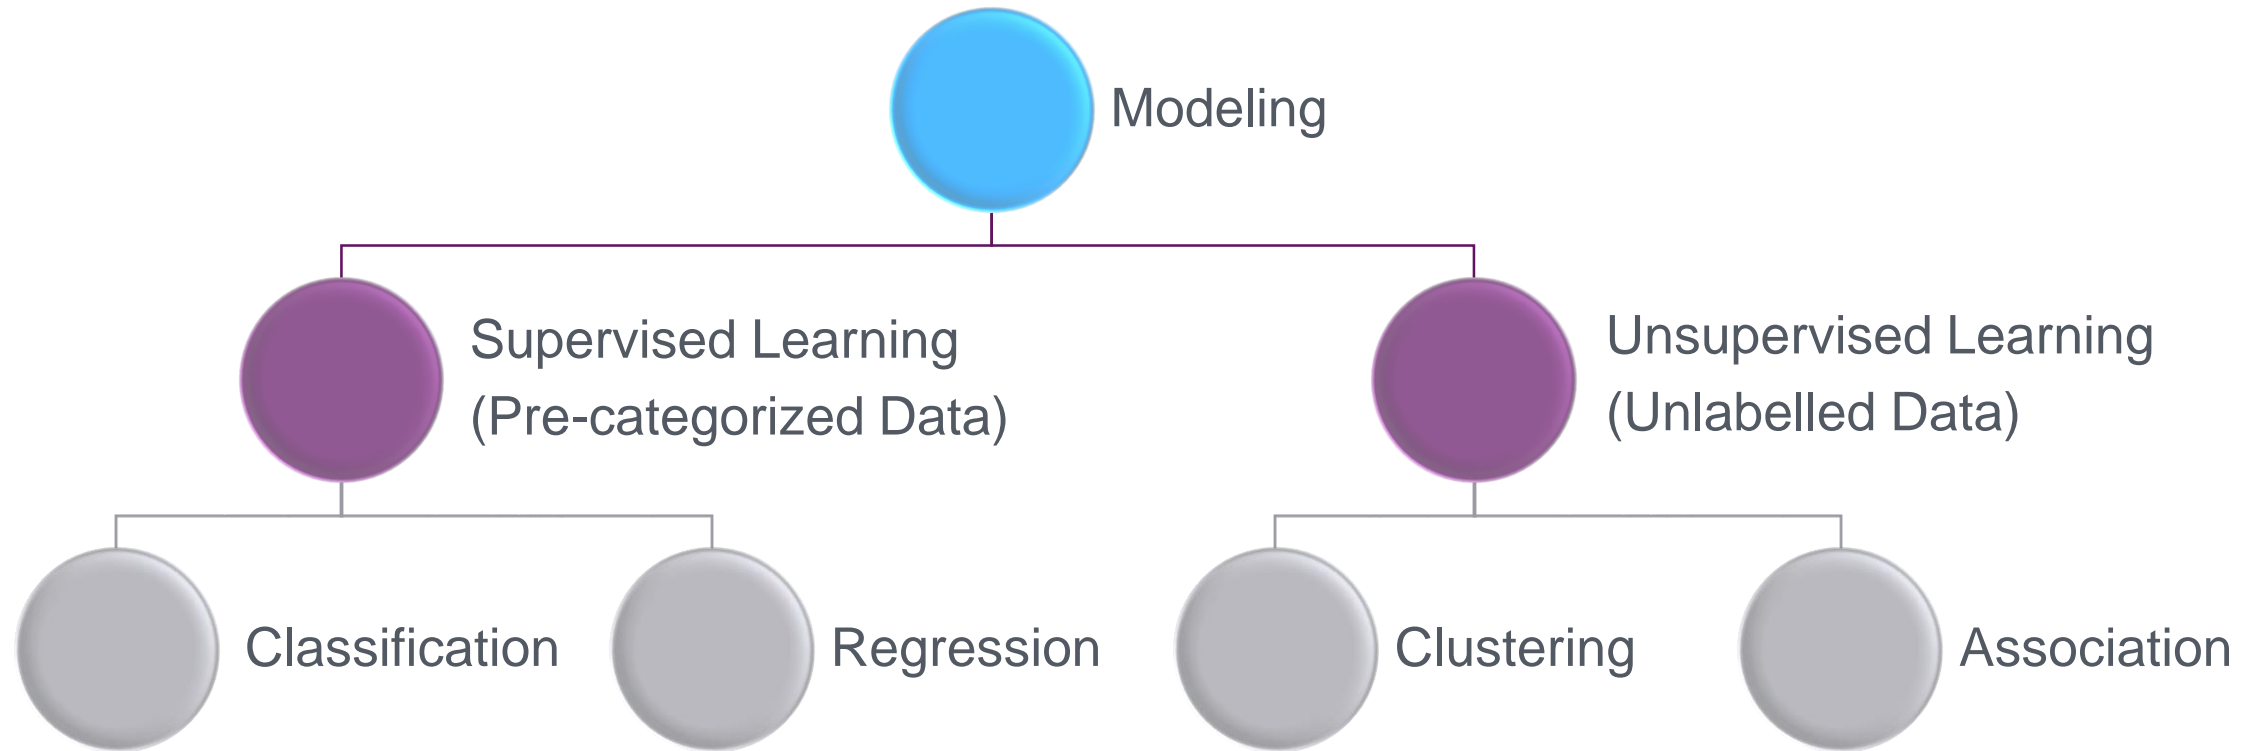 Modeling
Supervised Learning
(Pre-categorized Data)
Unsupervised Learning
(Unlabelled Data)
Classification
Regression
Clustering
Association